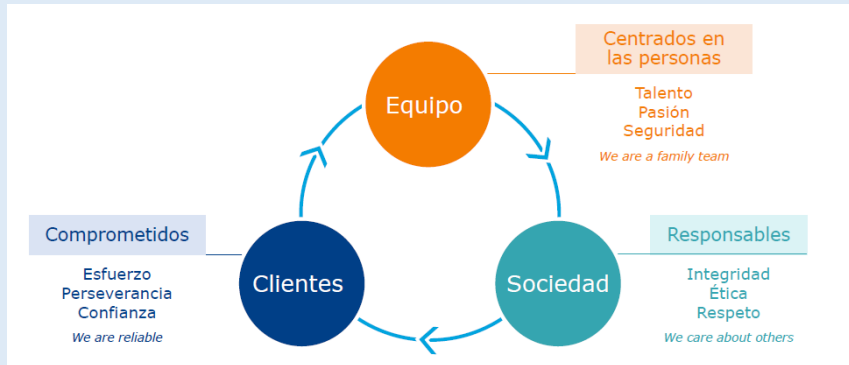 Centrados en
las personas
Equipo
Talento
Pasión
Seguridad
We are a family team
Comprometidos
Responsables
Esfuerzo
Perseverancia
Confianza
We are reliable
Clientes
Sociedad
Integridad
Ética
Respeto
We care about others